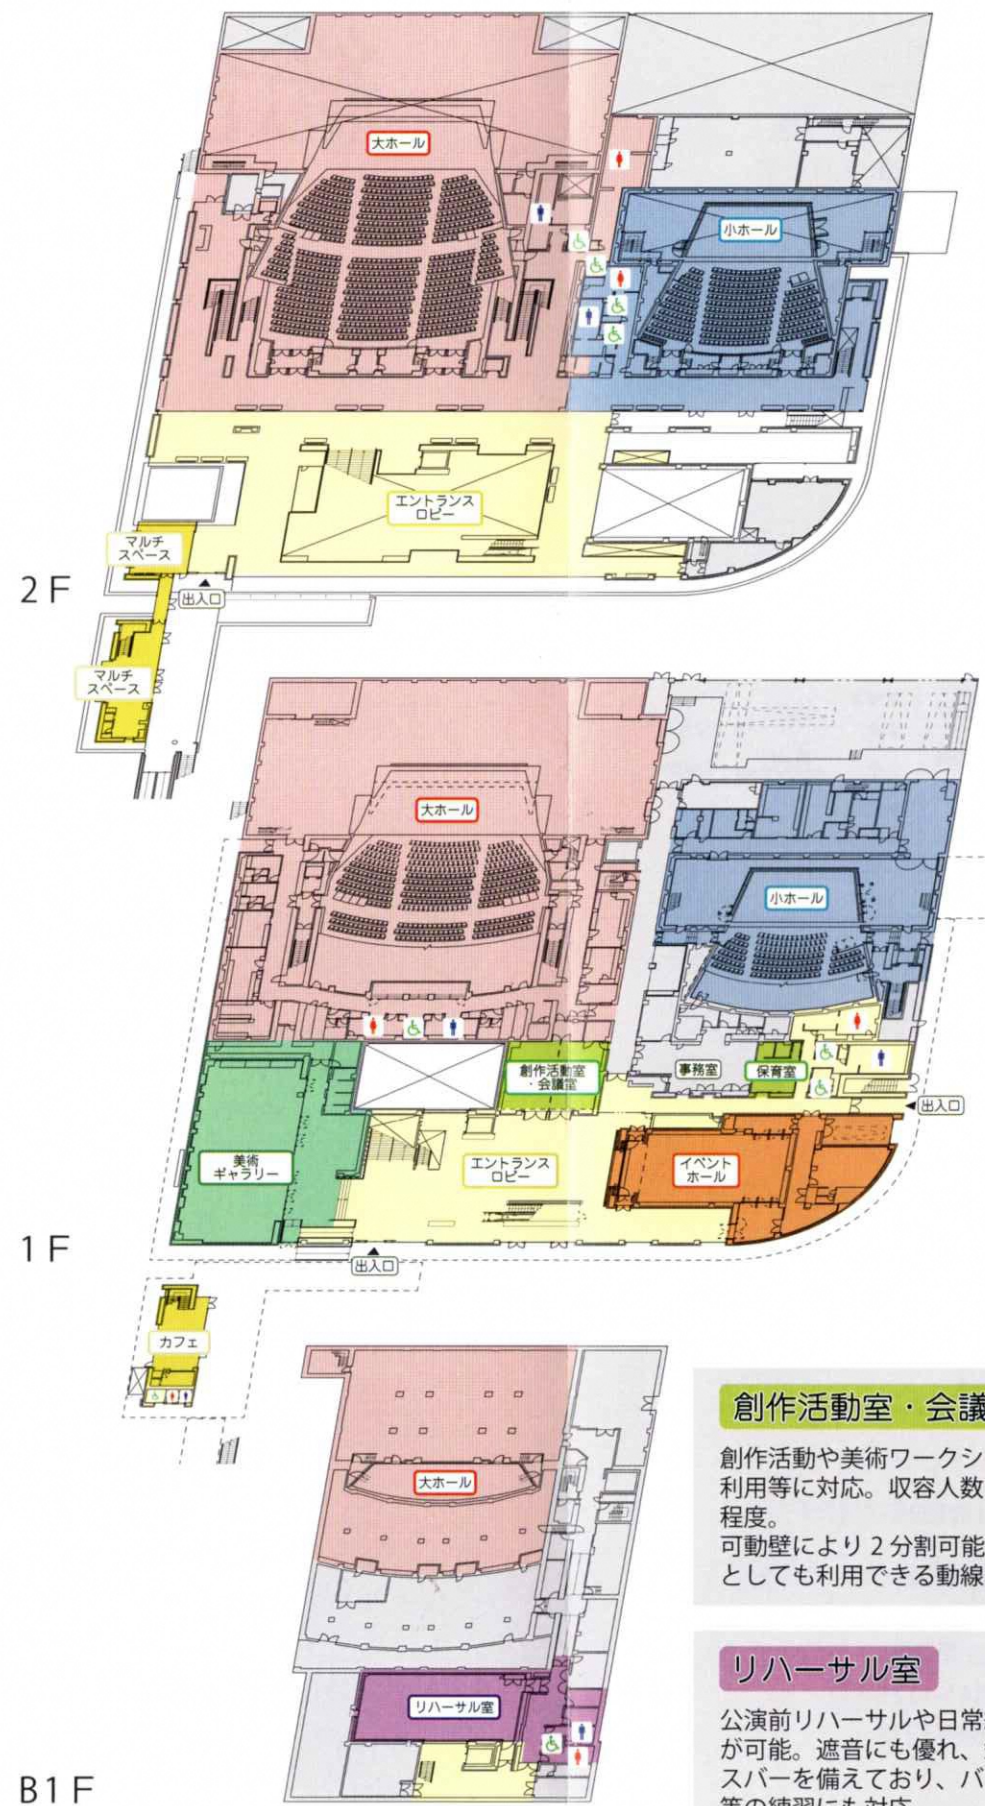 大ホール
小ホール
エントランス
ロビー
マルチ
スペース
出入口
マルチ
スペース
2F
大ホール
小ホール
創作活動室
・会議室
事務室
保育室
出入口
美術
ギャラリー
エントランス
ロビー
イベント
ホール
1F
出入口
カフェ
大ホール
リハーサル室
B1F
創作活動室・会議
創作活動や美術ワークシ
利用等に対応。収容人数
程度。
可動壁により2分割可能
としても利用できる動線
リハーサル室
公演前リハーサルや日常
が可能。遮音にも優れ、
スバーを備えており、バ
等の練習にも対応